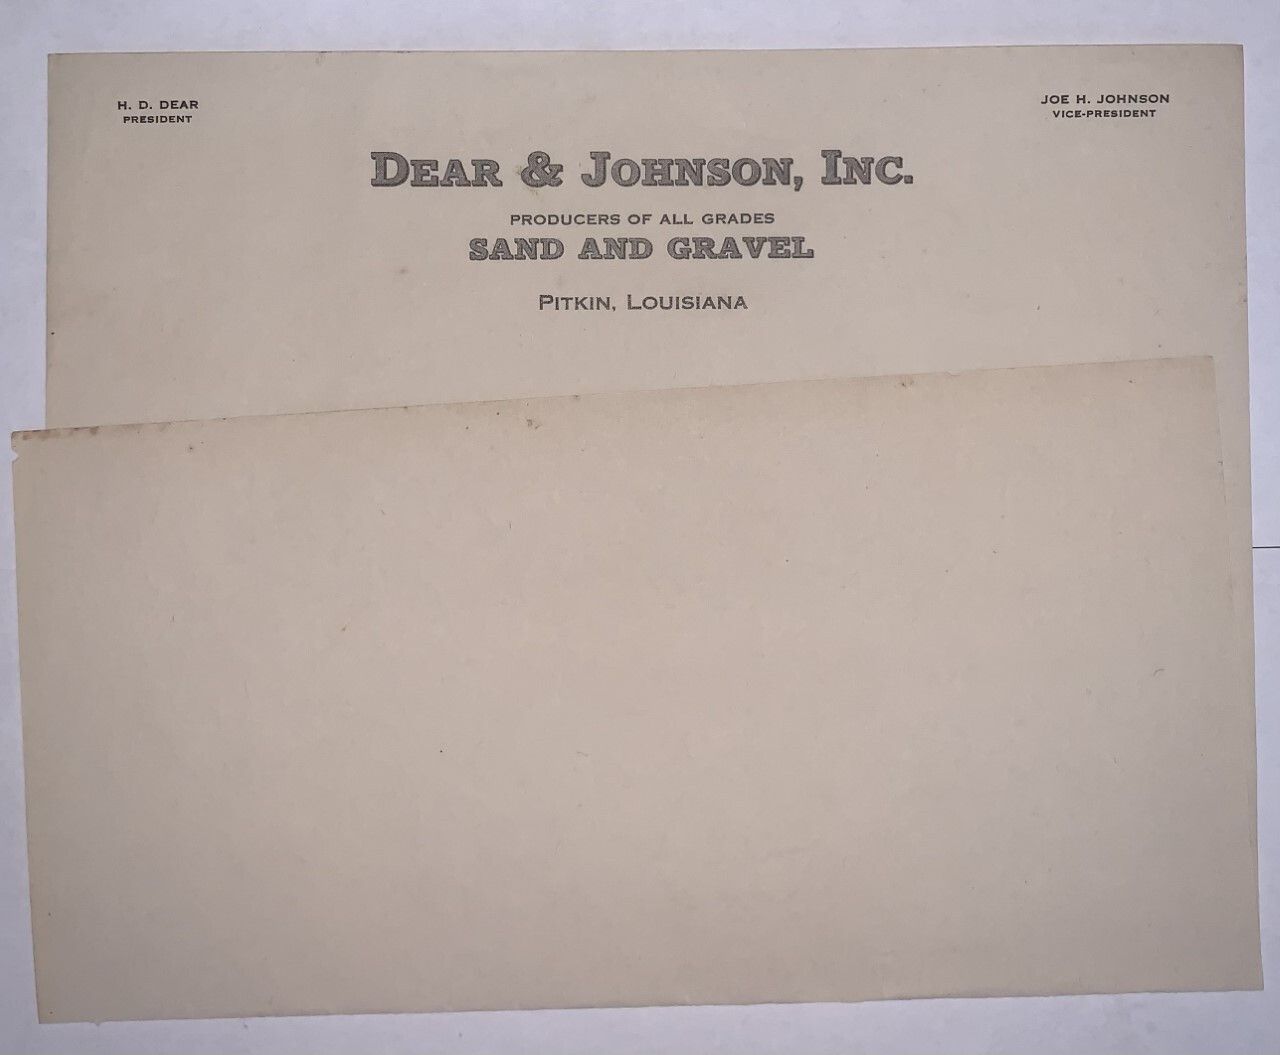 H. D. DEAR
PRESIDENT
JOE H. JOHNSON
VICE-PRESIDENT
DEAR & JOHNSON, INC.
PRODUCERS OF ALL GRADES
SAND AND GRAVEL
PITKIN, LOUISIANA